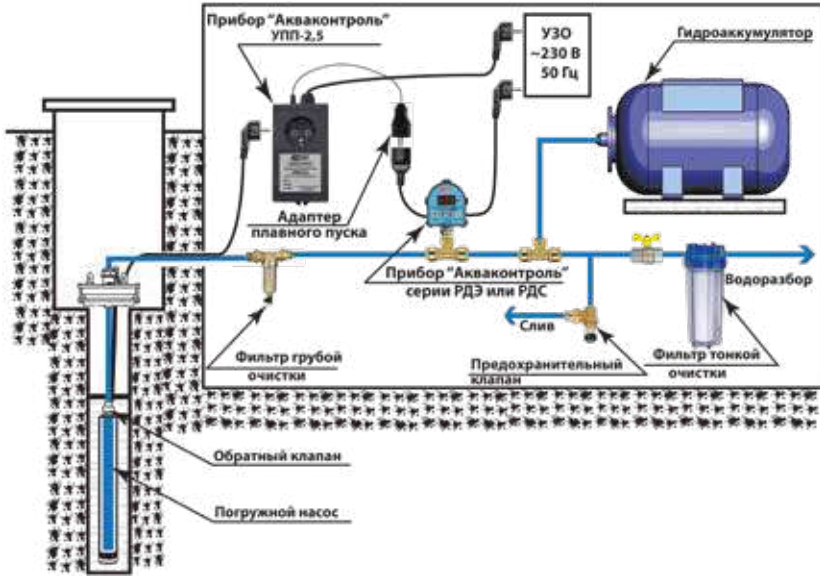 Прибор "Акваконтроль"
УПП-2,5
УЗО
~230 В
50 Гц
Гидроаккумулятор
Адаптер
плавного пуска
Прибор "Акваконтроль"
серии РДЭ или РДС
Водоразбор
Слив
Фильтр грубой
очистки
Предохранительный
клапан
Фильтр тонкой
очистки
Обратный клапан
Погружной насос